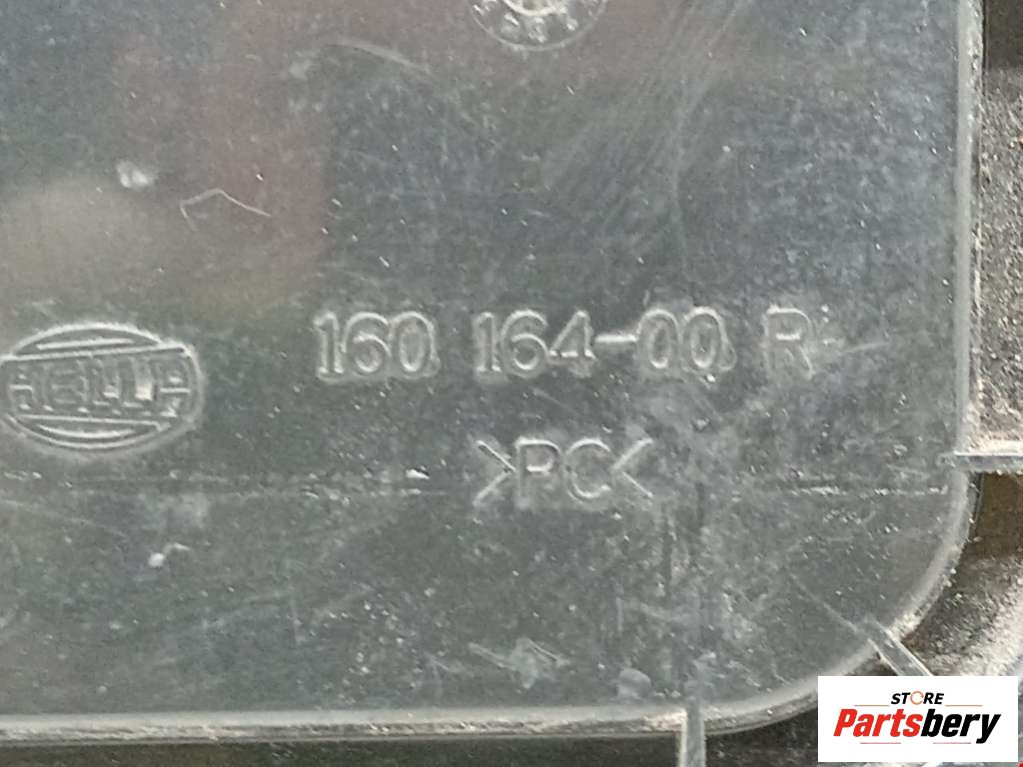 160 164-00 R
HELLA
>PC<
STORE
Partsbery